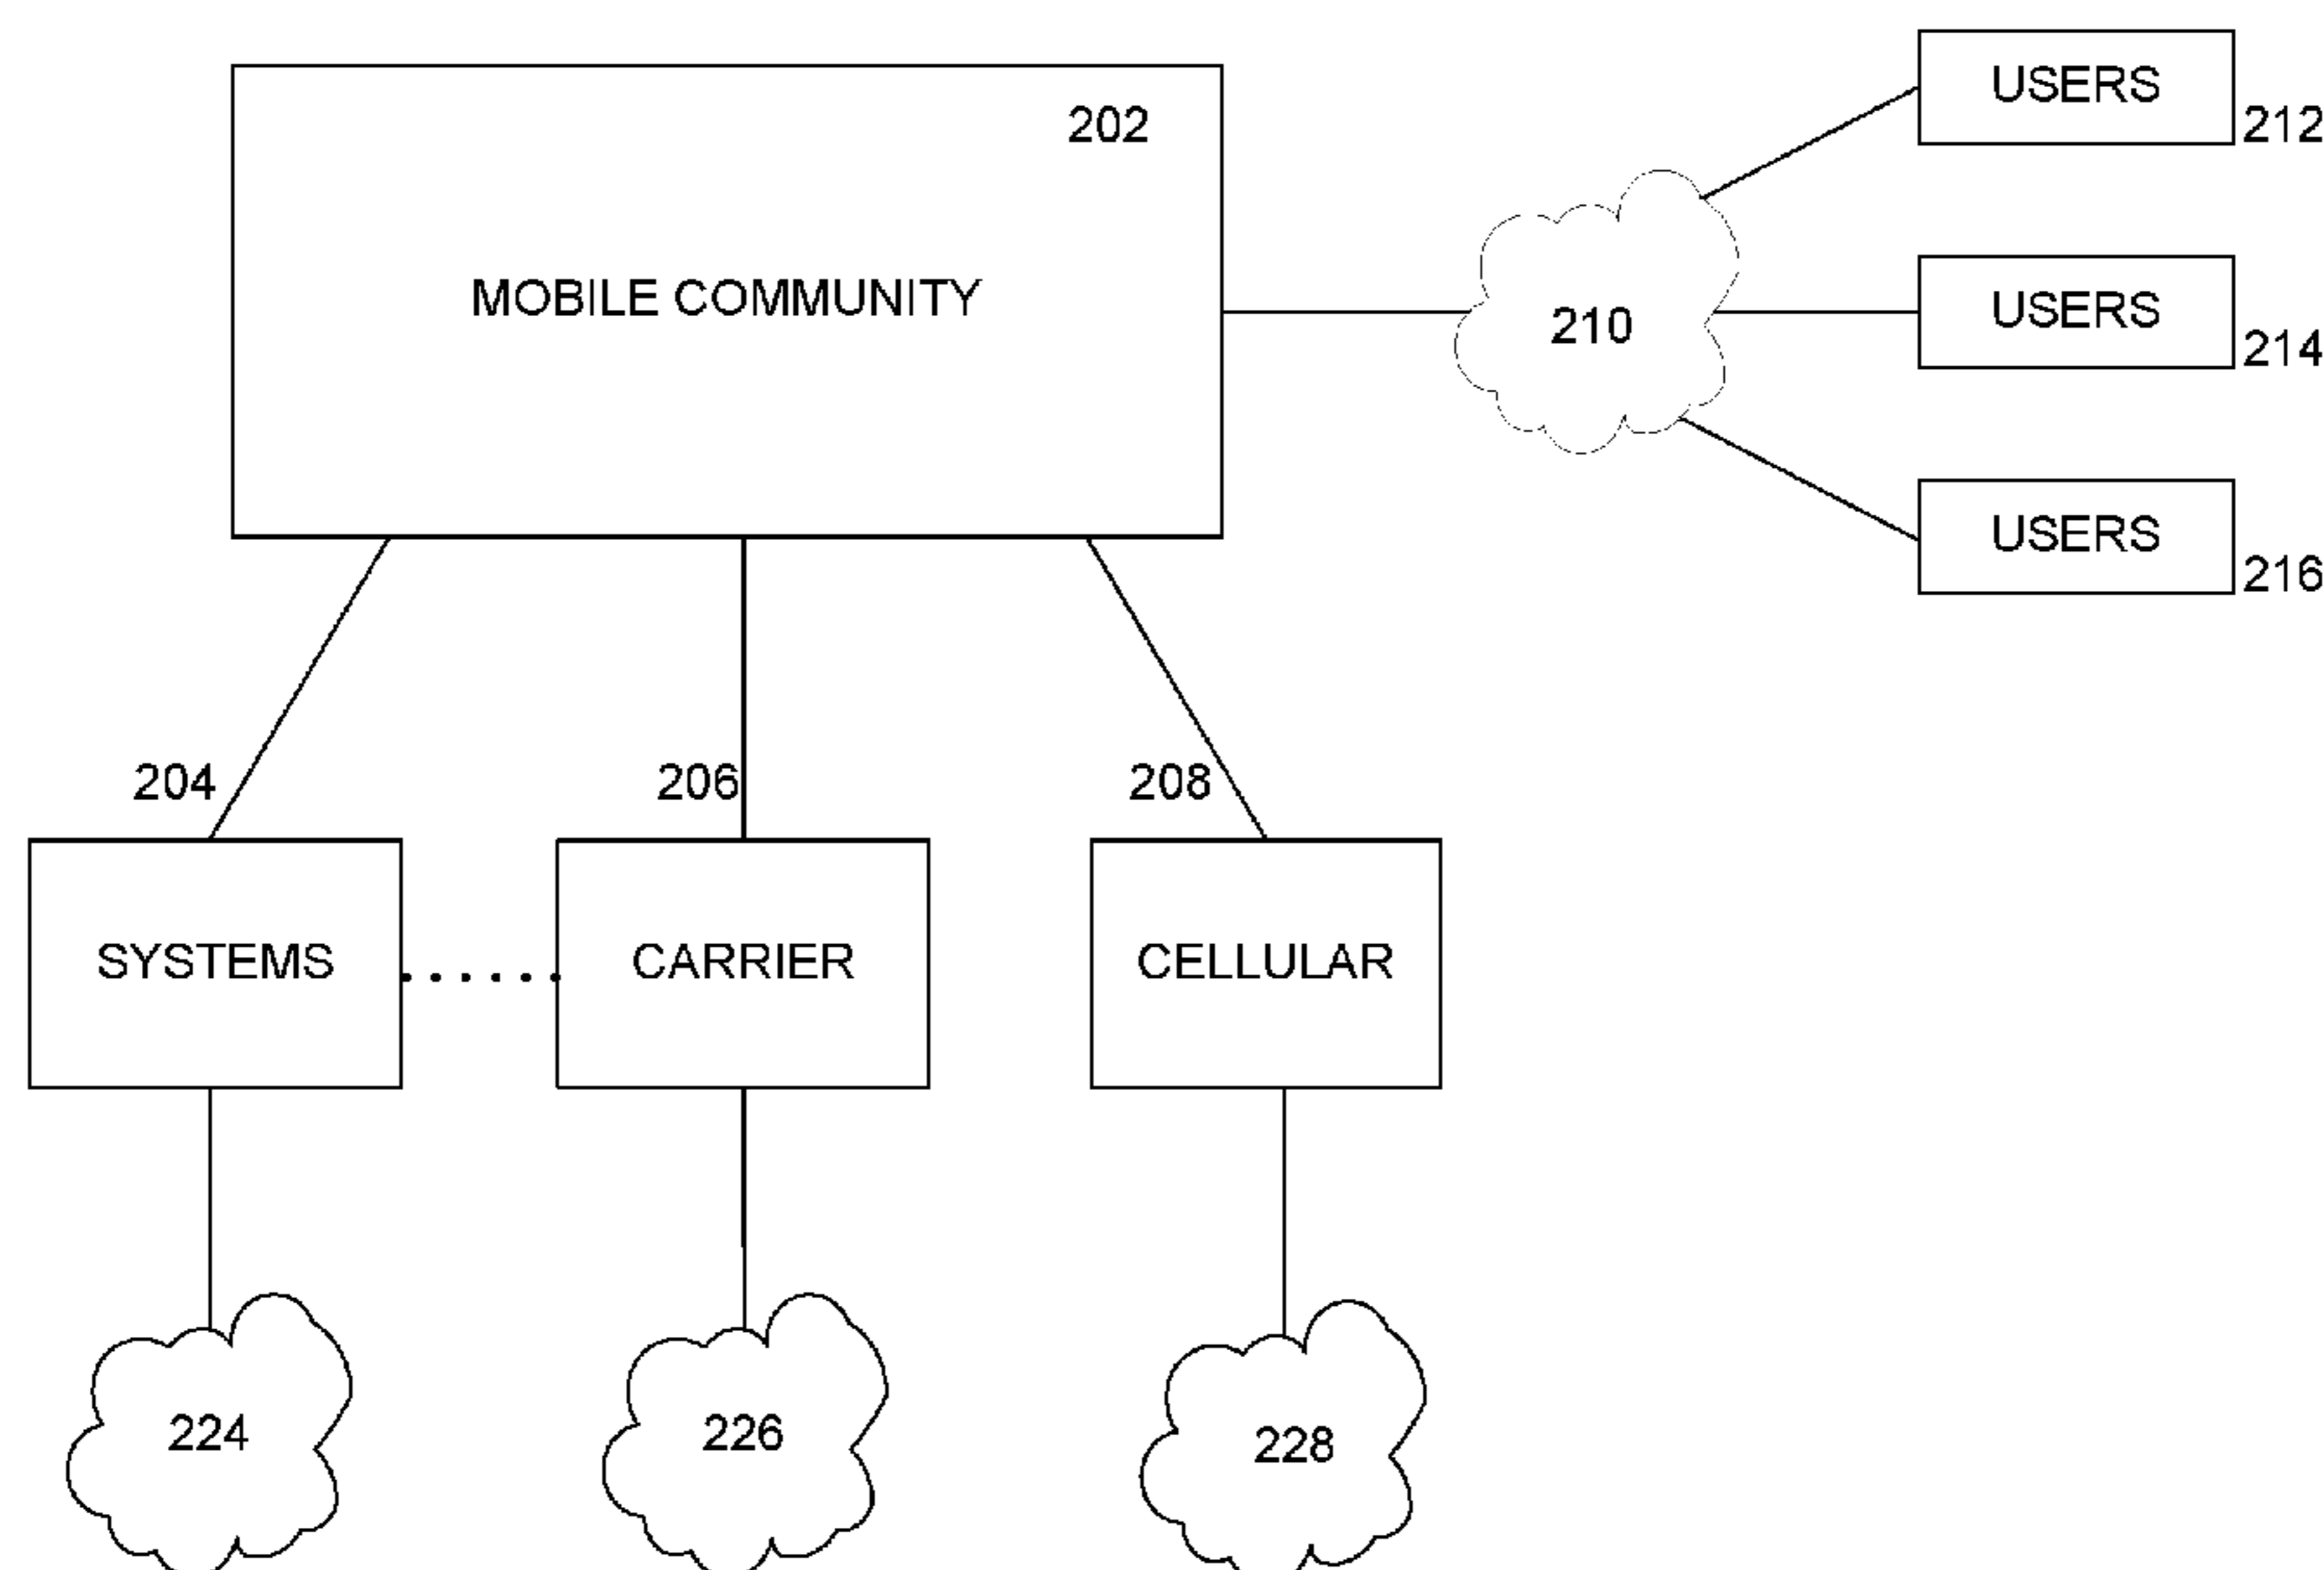 USERS
212
202
MOBILE COMMUNITY
210
USERS
214
USERS
216
204
206
208
SYSTEMS
CARRIER
CELLULAR
224
226
228